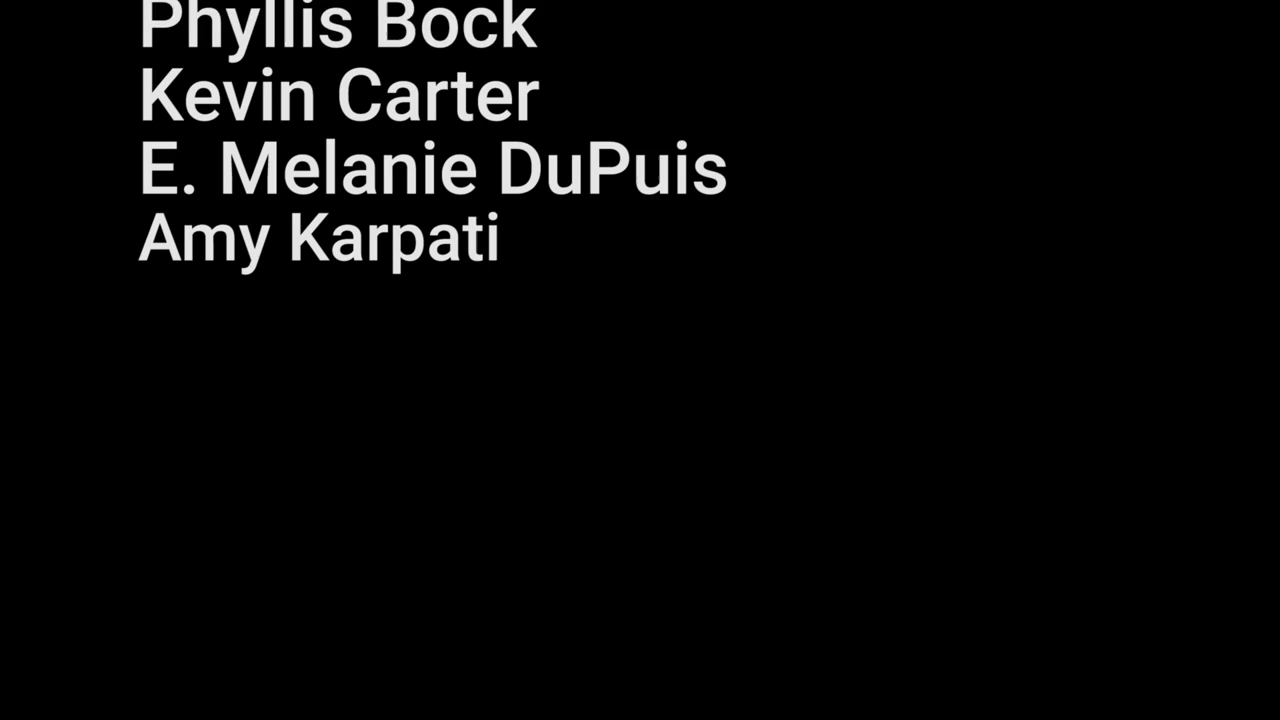 Phyllis Bock
Kevin Carter
E. Melanie DuPuis
Amy Karpati